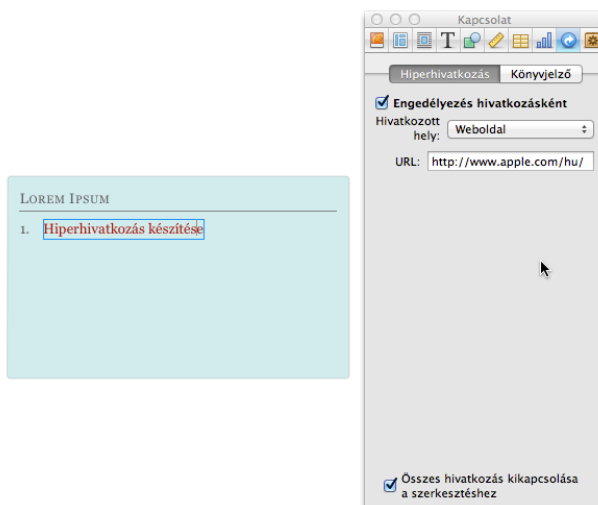 Kapcsolat
T
Hiperhivatkozás Könyvjelző
Engedélyezés hivatkozásként
Hivatkozott
hely: Weboldal
URL: http://www.apple.com/hu/
LOREM IPSUM
1. Hiperhivatkozás készítése
Összes hivatkozás kikapcsolása
a szerkesztéshez